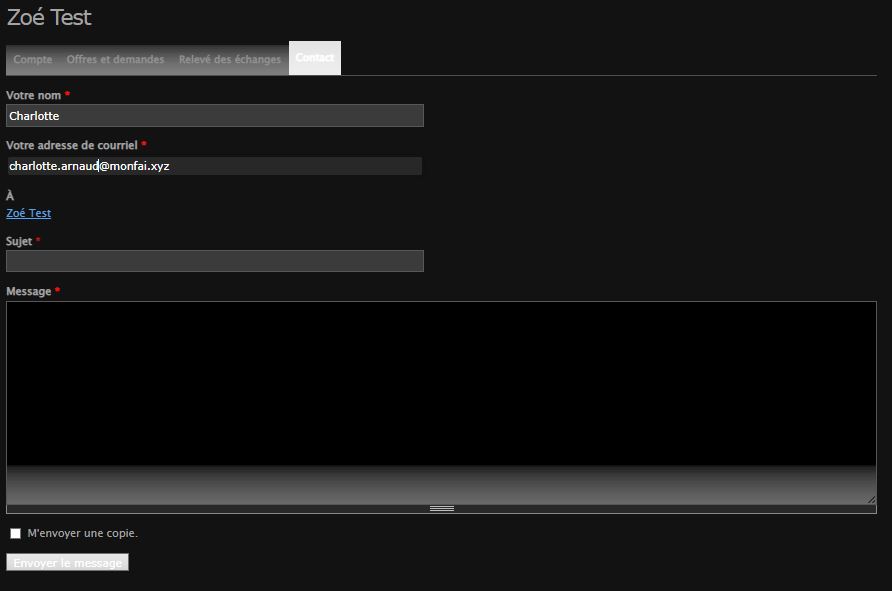 Zoé Test
Compte Offres et demandes Relevé des échanges Contact
Votre nom *
Charlotte
Votre adresse de courriel *
charlotte.arnaud@monfai.xyz
À
Zoé Test
Sujet *
Message *
M'envoyer une copie.
Envoyer le message